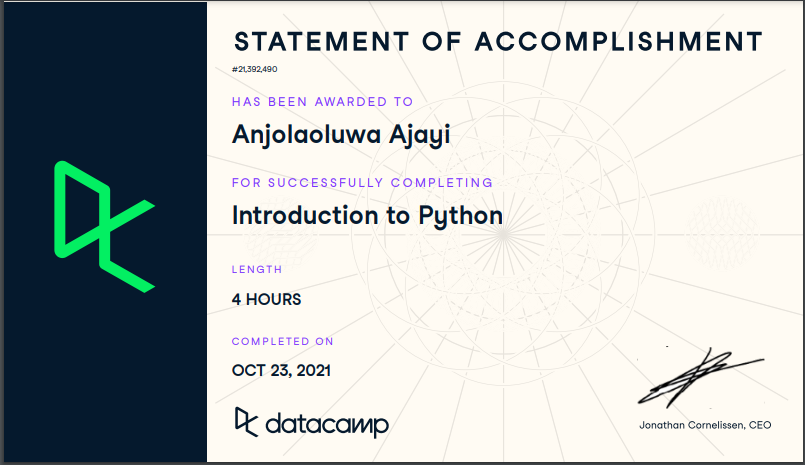 STATEMENT OF ACCOMPLISHMENT
#21,392,490
HAS BEEN AWARDED TO
Anjolaoluwa Ajayi
FOR SUCCESSFULLY COMPLETING
Introduction to Python
LENGTH
4 HOURS
COMPLETED ON
OCT 23, 2021
datacamp
Jonathan Cornelissen, CEO